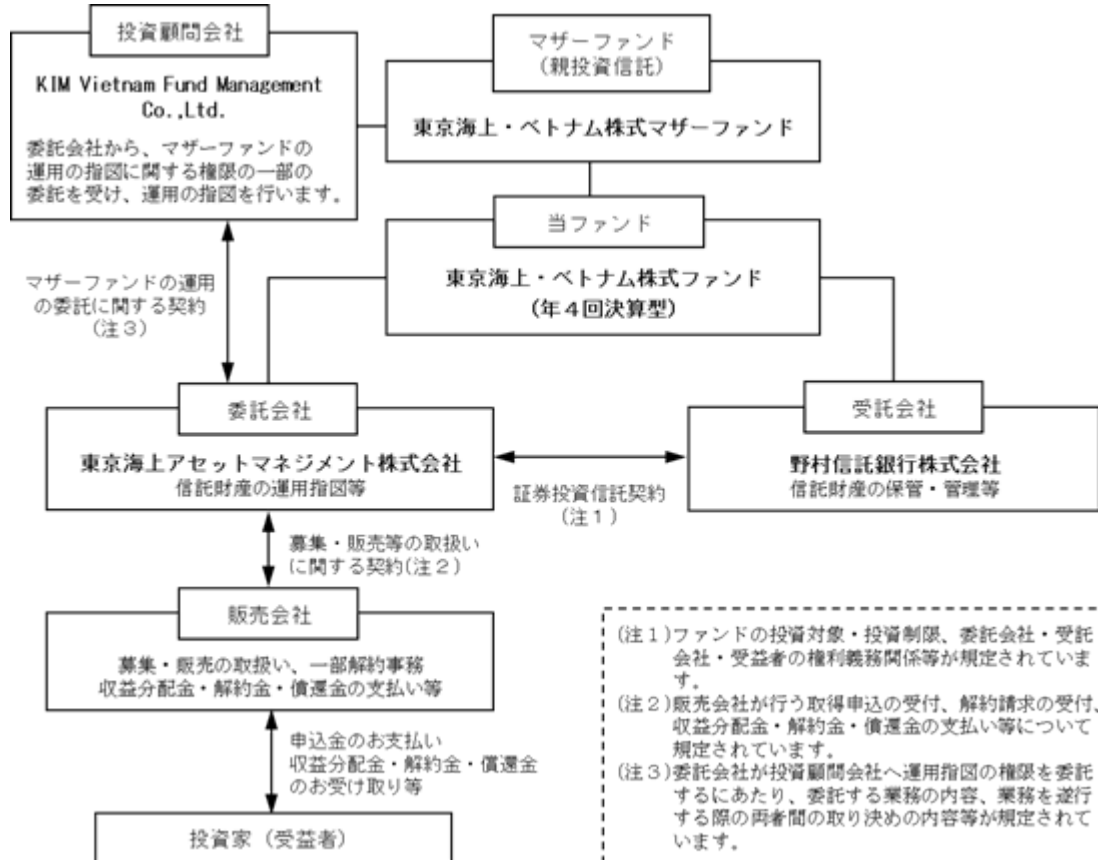 投資顧問会社
KIM Vietnam Fund Management
Co.,Ltd.
委託会社から、マザーファンドの
運用の指図に関する権限の一部の
委託を受け、運用の指図を行います。
マザーファンド
（親投資信託）
東京海上・ベトナム株式マザーファンド
当ファンド
東京海上・ベトナム株式ファンド
（年４回決算型）
マザーファンドの運用
の委託に関する契約
（注３）
委託会社
東京海上アセットマネジメント株式会社
信託財産の運用指図等
証券投資信託契約
（注１）
受託会社
野村信託銀行株式会社
信託財産の保管・管理等
募集・販売等の取扱い
に関する契約(注２)
販売会社
募集・販売の取扱い、一部解約事務
収益分配金・解約金・償還金の支払い等
申込金のお支払い
収益分配金・解約金・償還金
のお受け取り等
投資家（受益者）
(注１)ファンドの投資対象・投資制限、委託会社・受託
会社・受益者の権利義務関係等が規定されていま
す。
(注２)販売会社が行う取得申込の受付、解約請求の受付、
収益分配金・解約金・償還金の支払い等について
規定されています。
(注３)委託会社が投資顧問会社へ運用指図の権限を委託
するにあたり、委託する業務の内容、業務を遂行
する際の両者間の取り決めの内容等が規定されて
います。